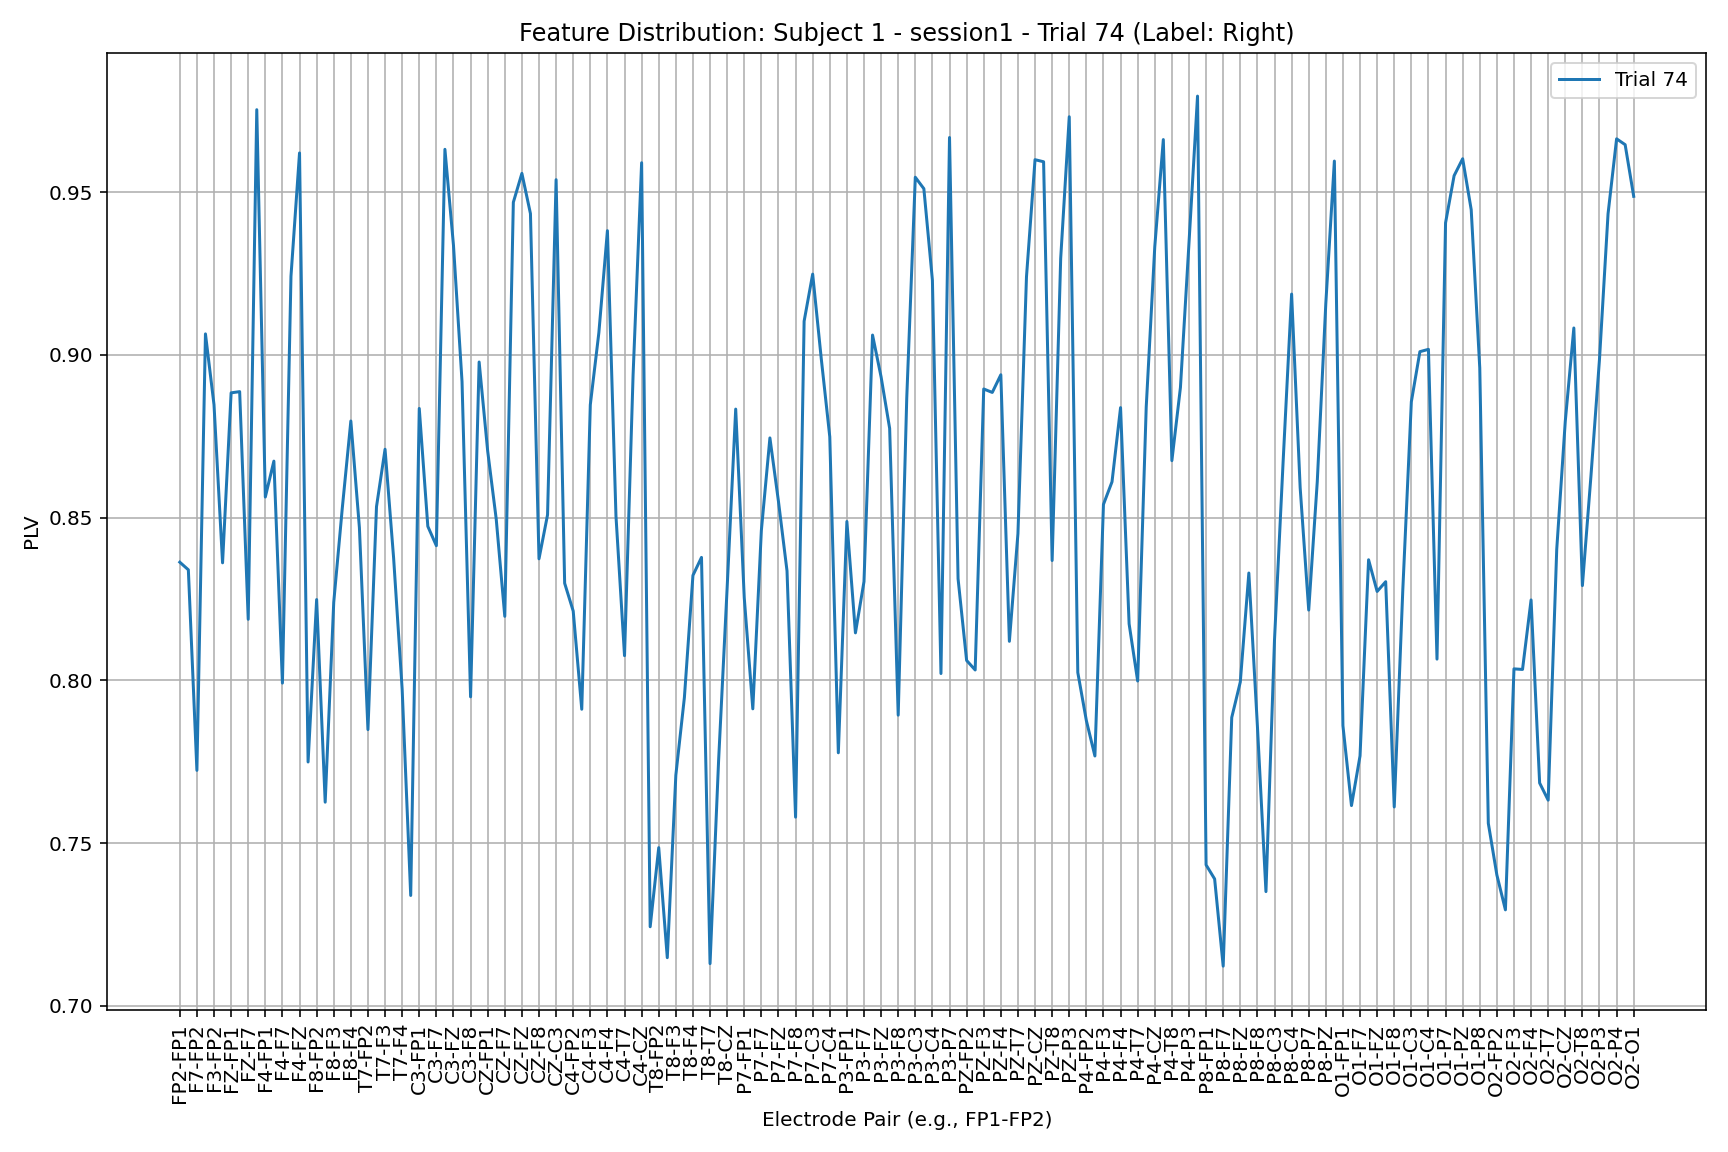 Feature Distribution: Subject 1 - session1 - Trial 74 (Label: Right)
Trial 74
PLV
0.95
0.90
0.85
0.80
0.75
0.70
FP2-FP1
F7-FP2
F3-FP2
FZ-FP1
FZ-F7
F4-FP1
F4-F7
F4-FZ
F8-FP2
F8-F3
F8-F4
T7-FP2
T7-F3
T7-F4
C3-FP1
C3-F7
C3-FZ
C3-F8
CZ-FP1
CZ-F7
CZ-FZ
CZ-F8
CZ-C3
C4-FP2
C4-F3
C4-F4
C4-T7
C4-CZ
T8-FP2
T8-F3
T8-F4
T8-T7
T8-CZ
P7-FP1
P7-F7
P7-FZ
P7-F8
P7-C3
P7-C4
P3-FP1
P3-F7
P3-FZ
P3-F8
P3-C3
P3-C4
P3-P7
PZ-FP2
PZ-F3
PZ-F4
PZ-T7
PZ-CZ
PZ-T8
PZ-P3
P4-FP2
P4-F3
P4-F4
P4-T7
P4-CZ
P4-T8
P4-P3
P8-FP1
P8-F7
P8-FZ
P8-F8
P8-C3
P8-C4
P8-P7
P8-PZ
O1-FP1
O1-F7
O1-FZ
O1-F8
O1-C3
O1-C4
O1-P7
O1-PZ
O1-P8
O2-FP2
O2-F3
O2-F4
O2-T7
O2-CZ
O2-T8
O2-P3
O2-P4
O2-O1
Electrode Pair (e.g., FP1-FP2)